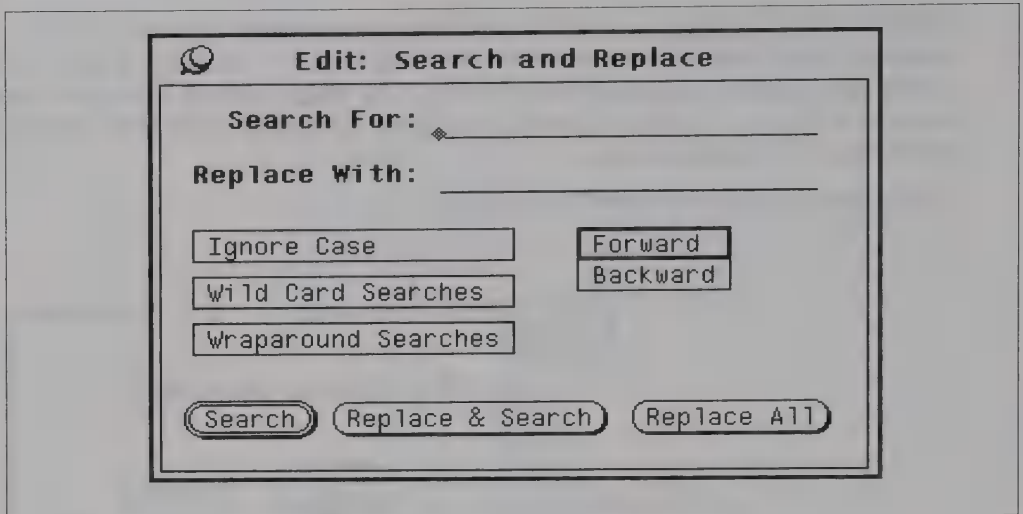 Edit: Search and Replace
Search For:
Replace With:
Ignore Case
Forward
Backward
Wild Card Searches
Wraparound Searches
Search
Replace & Search
Replace All